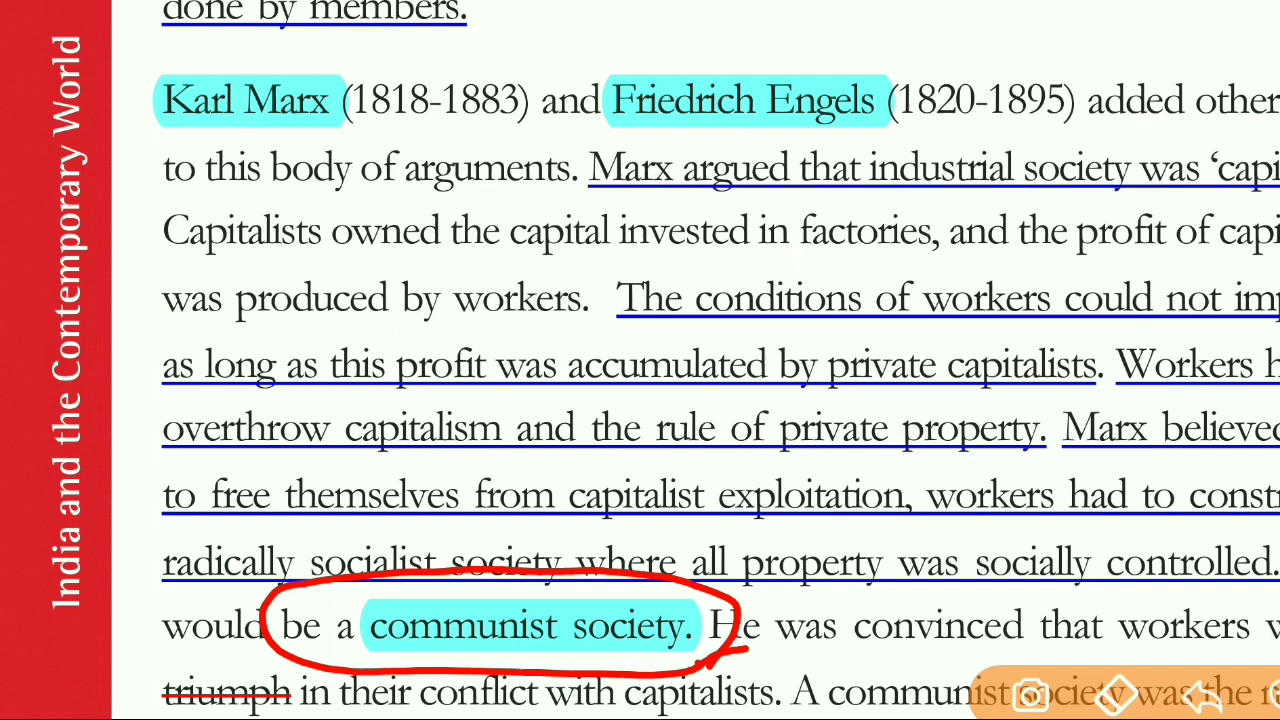 India and the Contemporary World
done by members.
Karl Marx (1818-1883) and Friedrich Engels (1820-1895) added other
to this body of arguments. Marx argued that industrial society was ‘capi
Capitalists owned the capital invested in factories, and the profit of capi
was produced by workers. The conditions of workers could not imp
as long as this profit was accumulated by private capitalists. Workers h
overthrow capitalism and the rule of private property. Marx believed
to free themselves from capitalist exploitation, workers had to constr
radically socialist society where all property was socially controlled.
would be a communist society. He was convinced that workers w
triumph in their conflict with capitalists. A communist society was the n